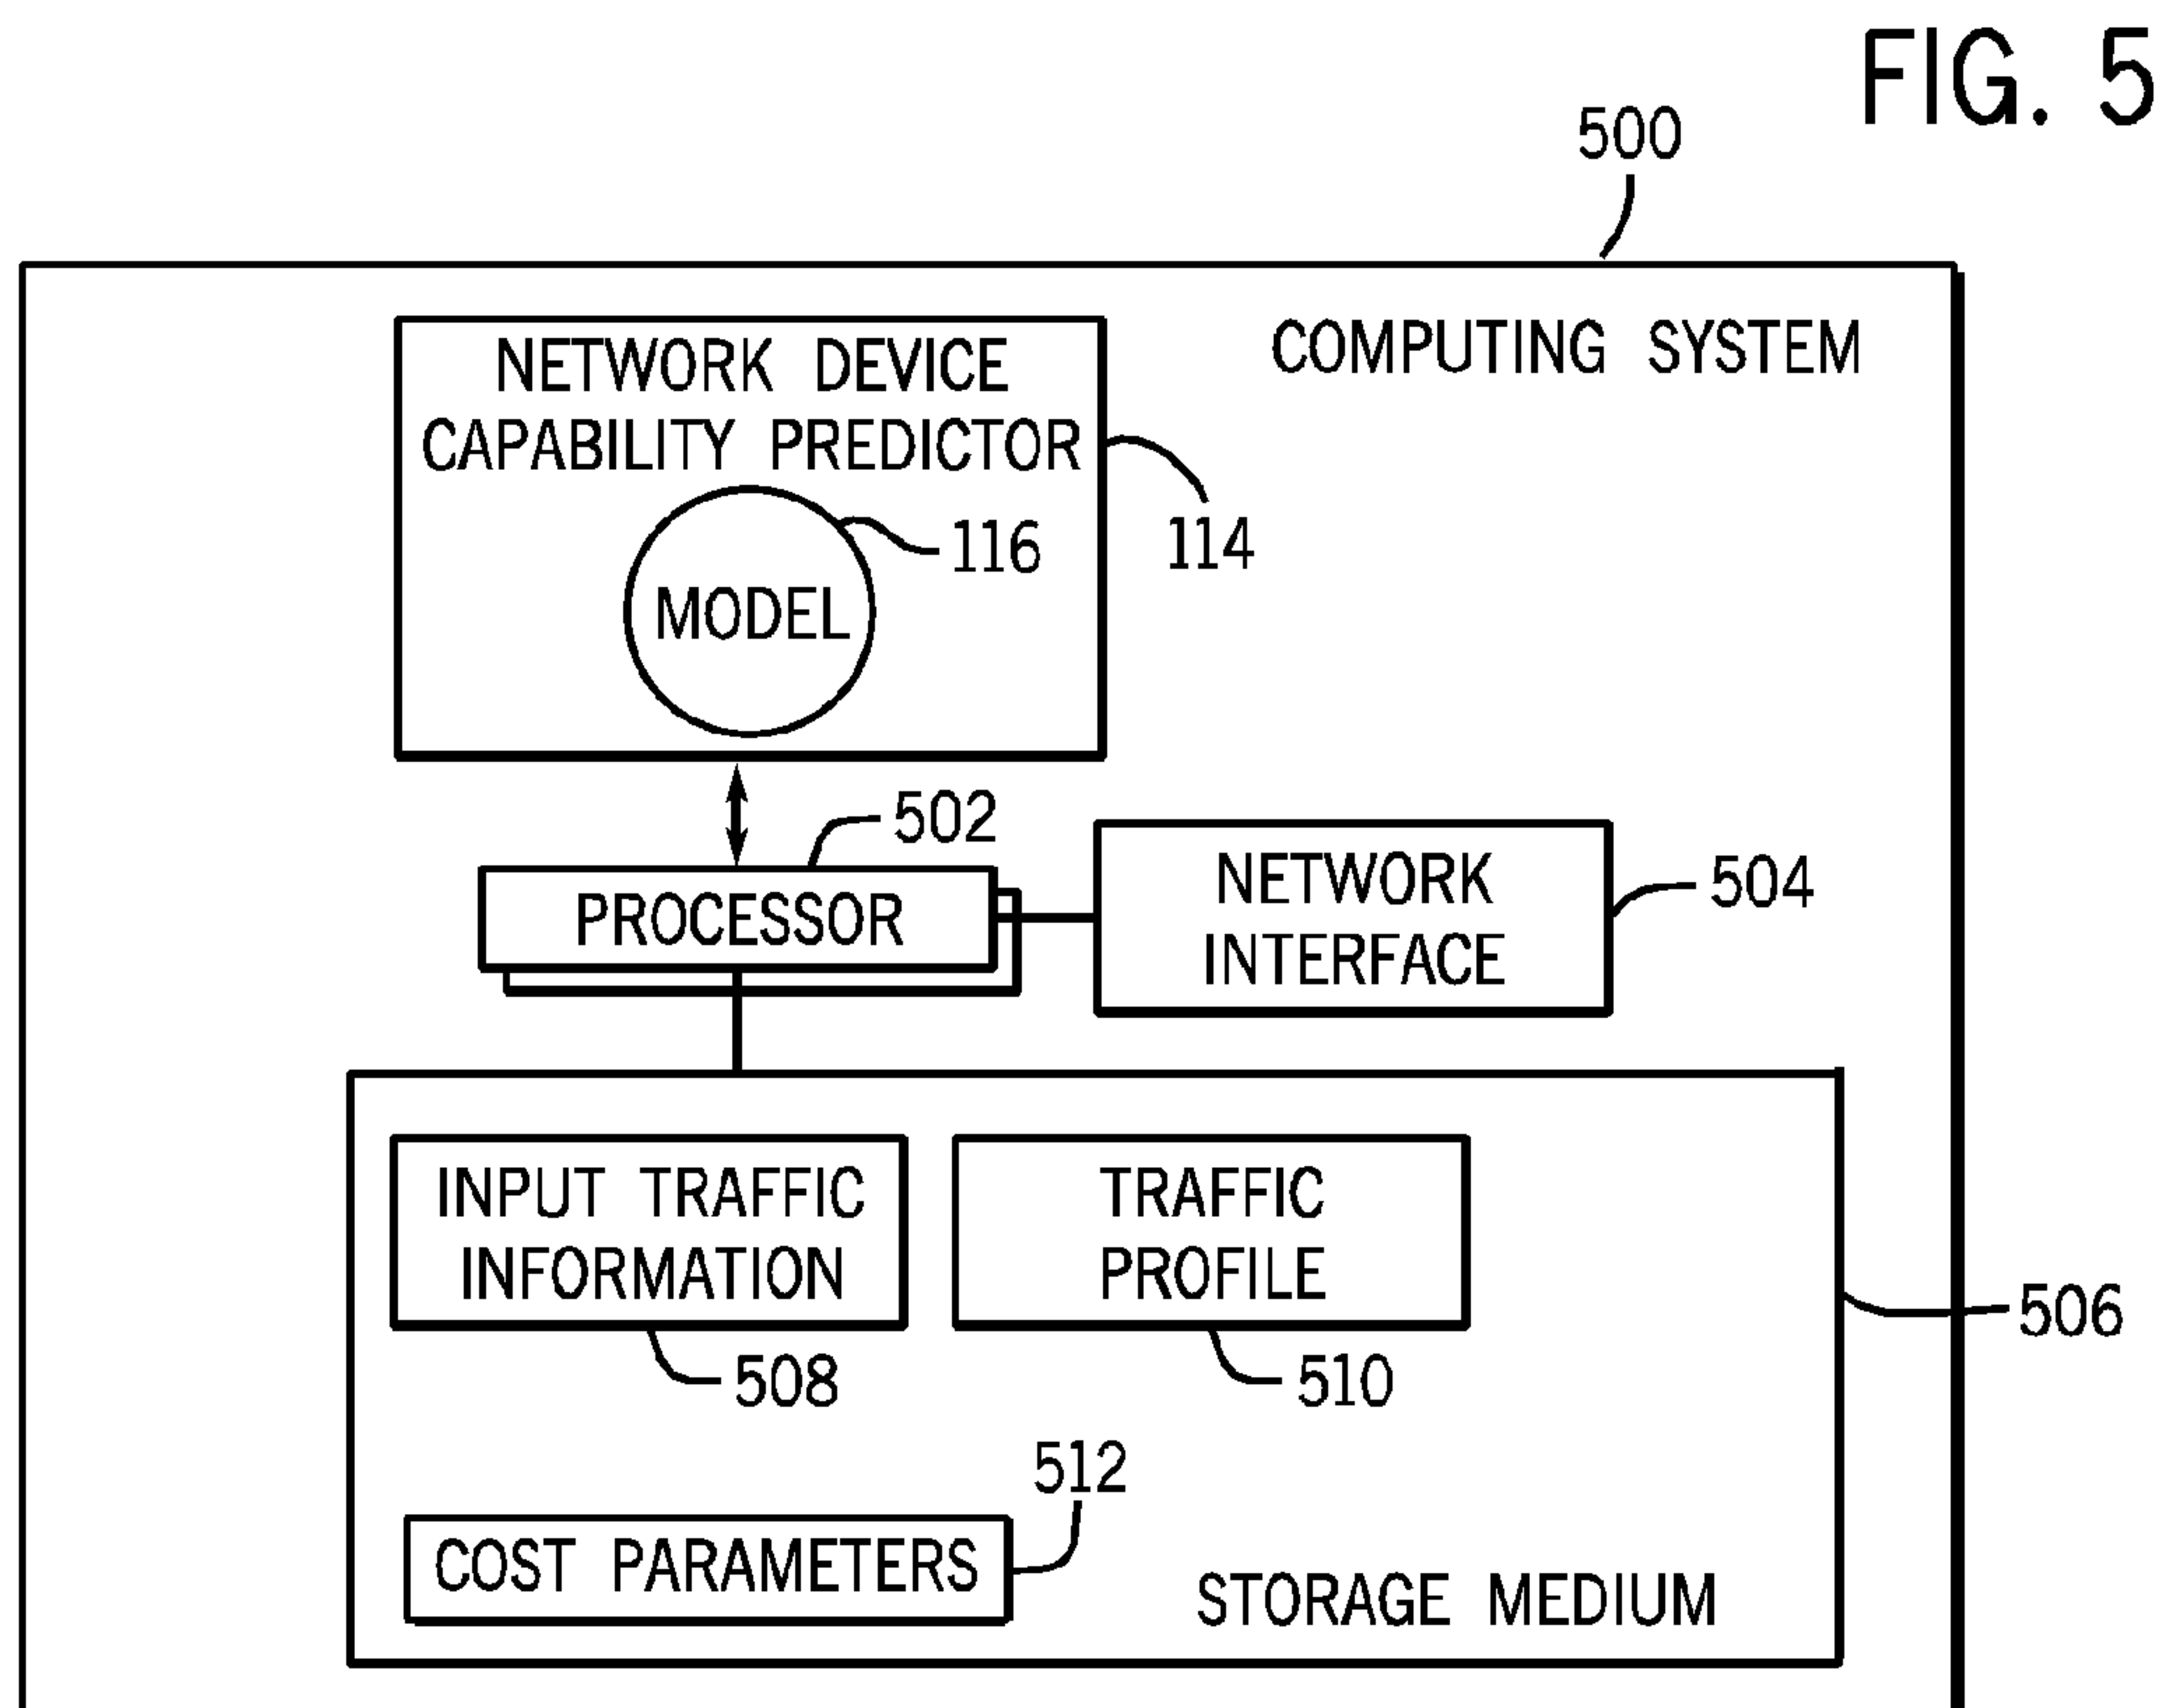 FIG. 5
500
COMPUTING SYSTEM
NETWORK DEVICE
CAPABILITY PREDICTOR
114
116
MODEL
502
PROCESSOR
NETWORK
INTERFACE
504
INPUT TRAFFIC
INFORMATION
508
TRAFFIC
PROFILE
510
506
512
COST PARAMETERS
STORAGE MEDIUM